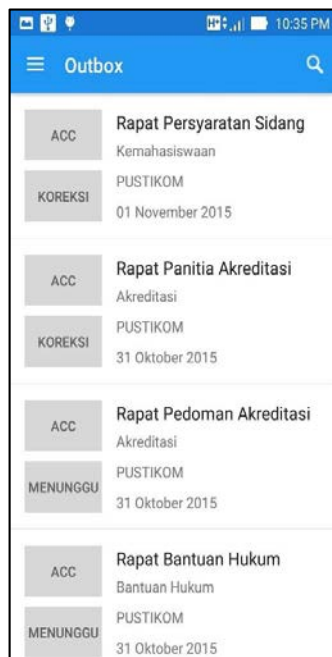 H+ 10:35 PM
Outbox
ACC
Rapat Persyaratan Sidang
Kemahasiswaan
KOREKSI
PUSTIKOM
01 November 2015
ACC
Rapat Panitia Akreditasi
Akreditasi
KOREKSI
PUSTIKOM
31 Oktober 2015
ACC
Rapat Pedoman Akreditasi
Akreditasi
MENUNGGU
PUSTIKOM
31 Oktober 2015
ACC
Rapat Bantuan Hukum
Bantuan Hukum
MENUNGGU
PUSTIKOM
31 Oktober 2015